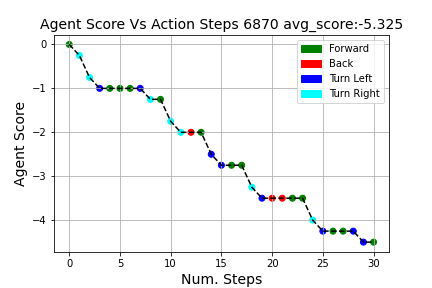 Agent Score Vs Action Steps 6870 avg_score:-5.325
Agent Score
0
−1
−2
−3
−4
Forward
Back
Turn Left
Turn Right
0 5 10 15 20 25 30
Num. Steps